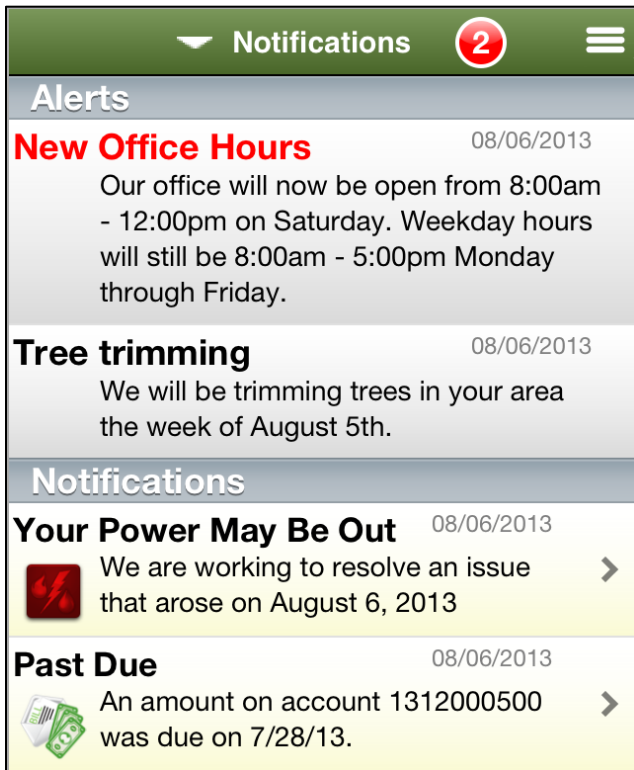 Notifications 2
Alerts
New Office Hours 08/06/2013
Our office will now be open from 8:00am
- 12:00pm on Saturday. Weekday hours
will still be 8:00am - 5:00pm Monday
through Friday.
Tree trimming 08/06/2013
We will be trimming trees in your area
the week of August 5th.
Notifications
Your Power May Be Out 08/06/2013
We are working to resolve an issue
that arose on August 6, 2013
Past Due 08/06/2013
BILL
An amount on account 1312000500
was due on 7/28/13.